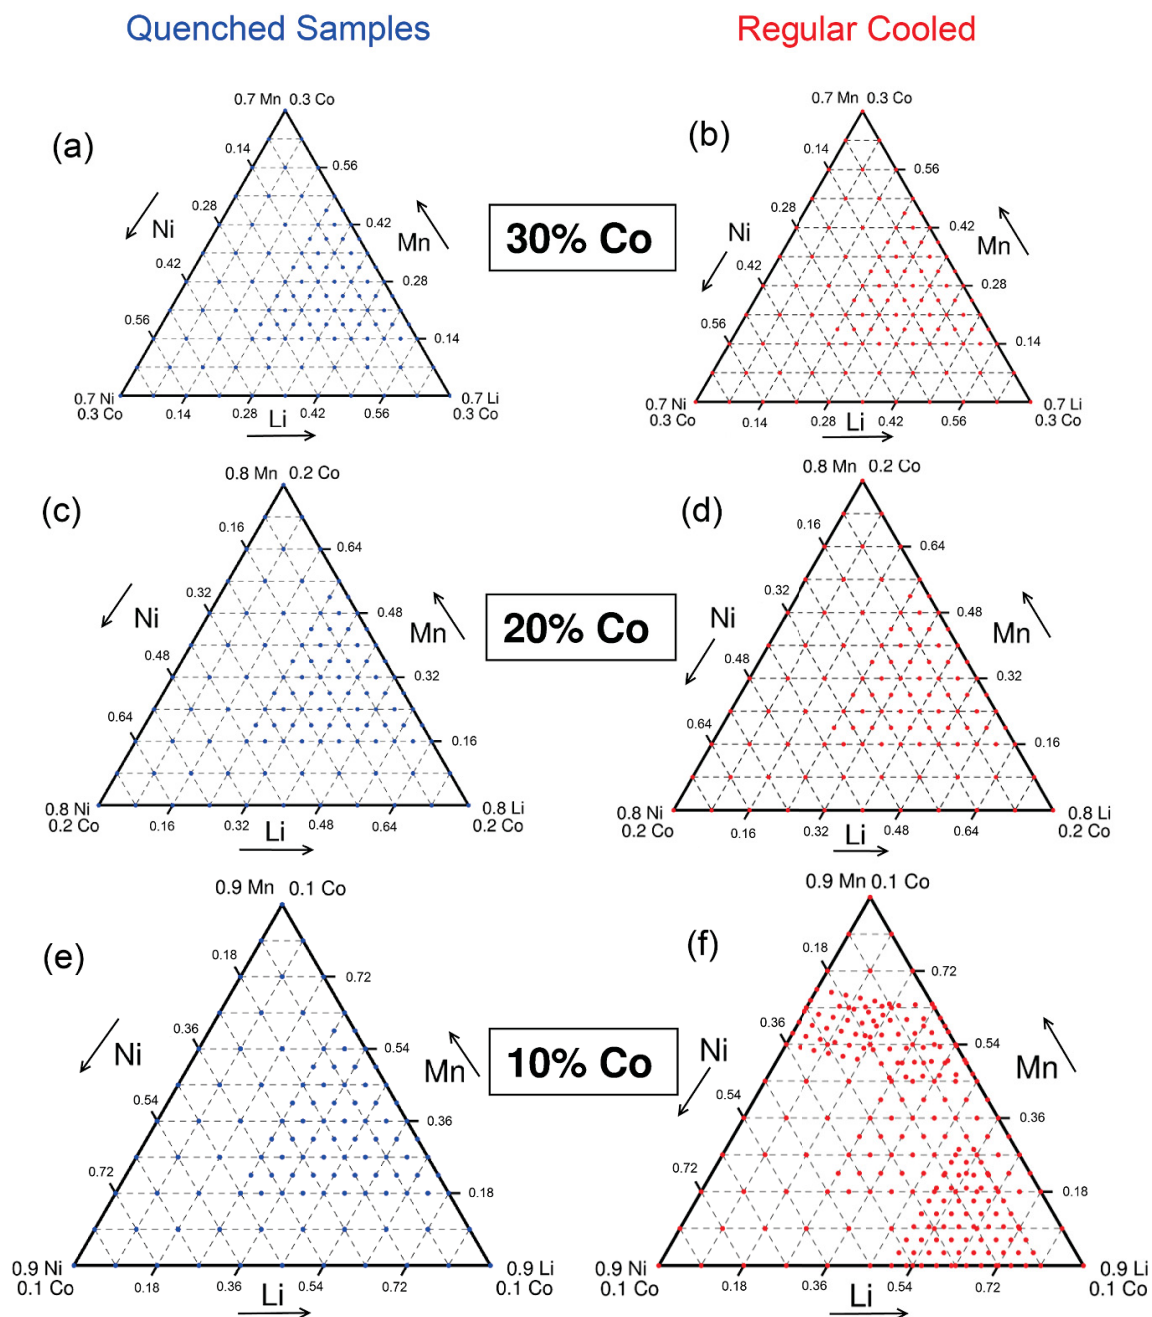 Quenched Samples
Regular Cooled
(a)
0.7 Mn 0.3 Co
0.14
0.56
0.28
Ni
0.42
Mn
0.42
0.28
0.56
0.14
0.7 Ni
0.3 Co
0.14
0.28
0.42
0.56
0.7 Li
0.3 Co
Li
30% Co
(b)
0.7 Mn 0.3 Co
0.14
0.56
0.28
Ni
0.42
Mn
0.42
0.28
0.56
0.14
0.7 Ni
0.3 Co
0.14
0.28
0.42
0.56
0.7 Li
0.3 Co
Li
(c)
0.8 Mn 0.2 Co
0.16
0.64
0.32
Ni
0.48
Mn
0.48
0.32
0.64
0.16
0.8 Ni
0.2 Co
0.16
0.32
0.48
0.64
0.8 Li
0.2 Co
Li
20% Co
(d)
0.8 Mn 0.2 Co
0.16
0.64
0.32
Ni
0.48
Mn
0.48
0.32
0.64
0.16
0.8 Ni
0.2 Co
0.16
0.32
0.48
0.64
0.8 Li
0.2 Co
Li
(e)
0.9 Mn 0.1 Co
0.18
0.72
0.36
Ni
0.54
Mn
0.54
0.36
0.72
0.18
0.9 Ni
0.1 Co
0.18
0.36
0.54
0.72
0.9 Li
0.1 Co
Li
10% Co
(f)
0.9 Mn 0.1 Co
0.18
0.72
0.36
Ni
0.54
Mn
0.54
0.36
0.72
0.18
0.9 Ni
0.1 Co
0.18
0.36
0.54
0.72
0.9 Li
0.1 Co
Li